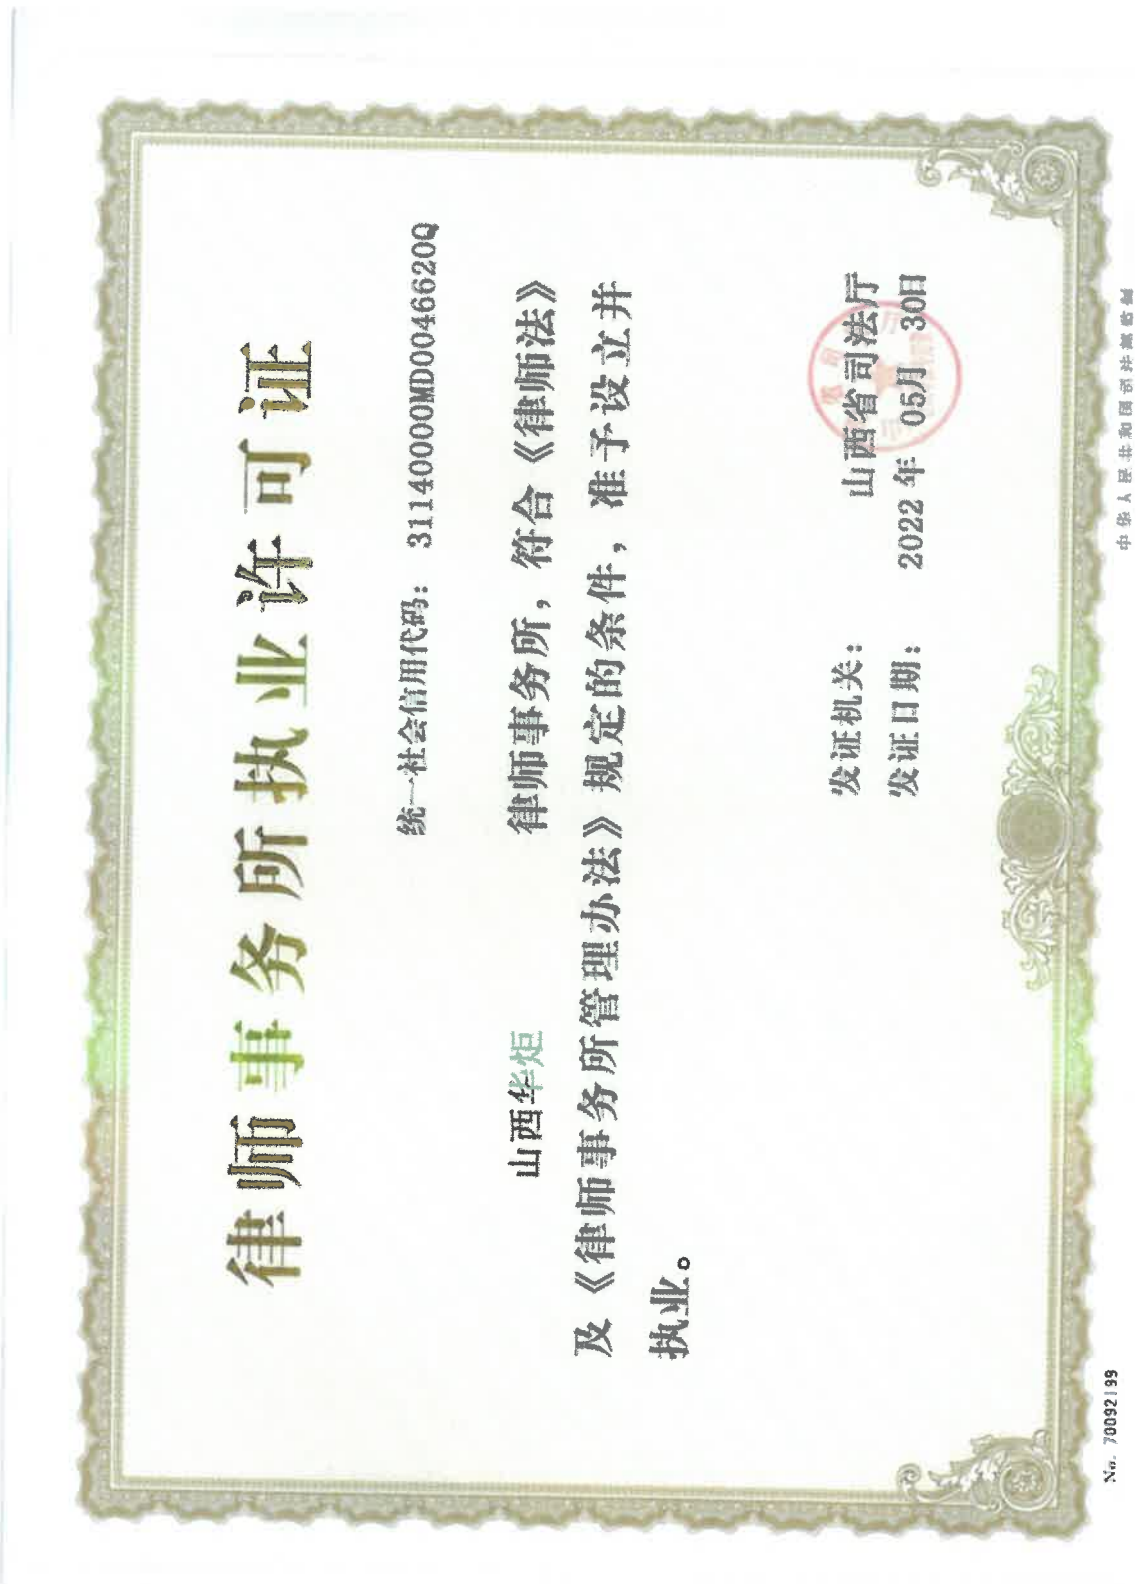 律师事务所执业许可证
统一社会信用代码： 31140000MD0046620Q
山西华炬 律师事务所，符合《律师法》
及《律师事务所管理办法》规定的条件，准予设立并
执业。
发证机关： 山西省司法厅
发证日期： 2022年 05月 30日
No. 70092199
中华人民共和国司法部监制